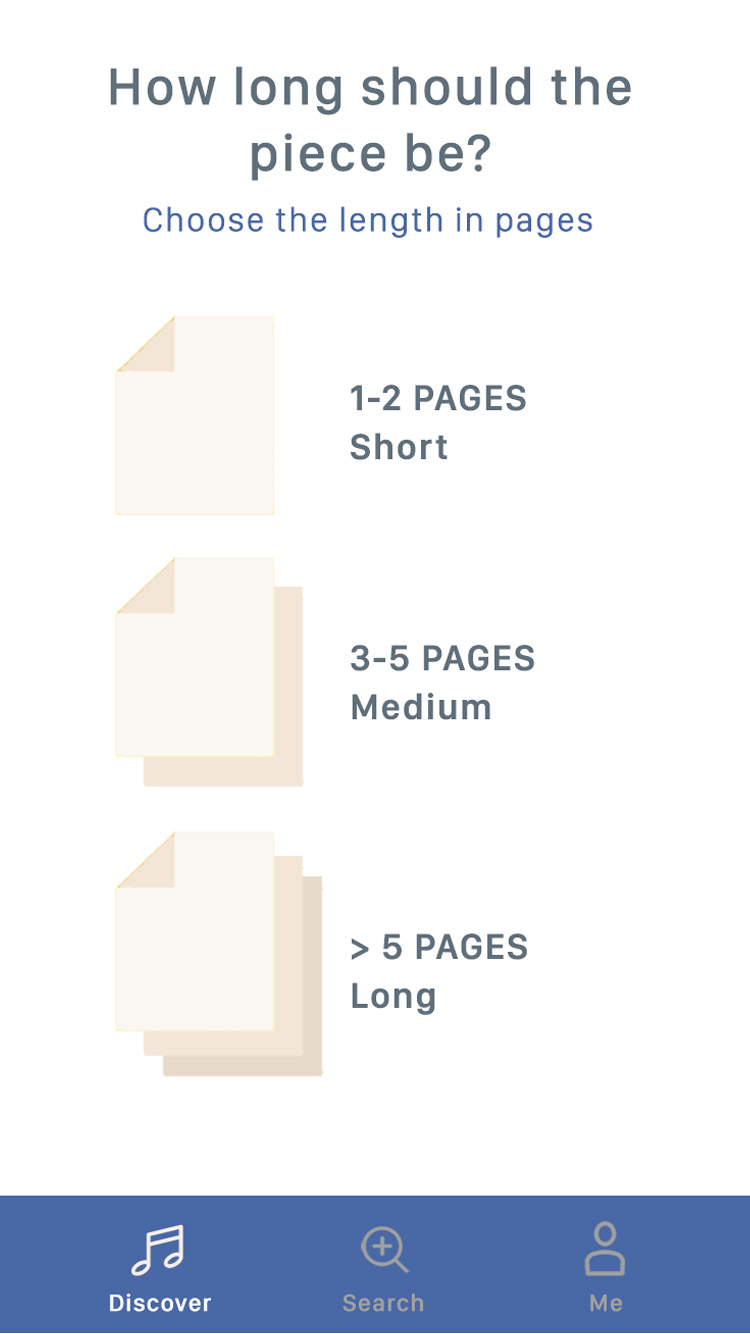 How long should the
piece be?
Choose the length in pages
1-2 PAGES
Short
3-5 PAGES
Medium
> 5 PAGES
Long
Discover
Search
Me